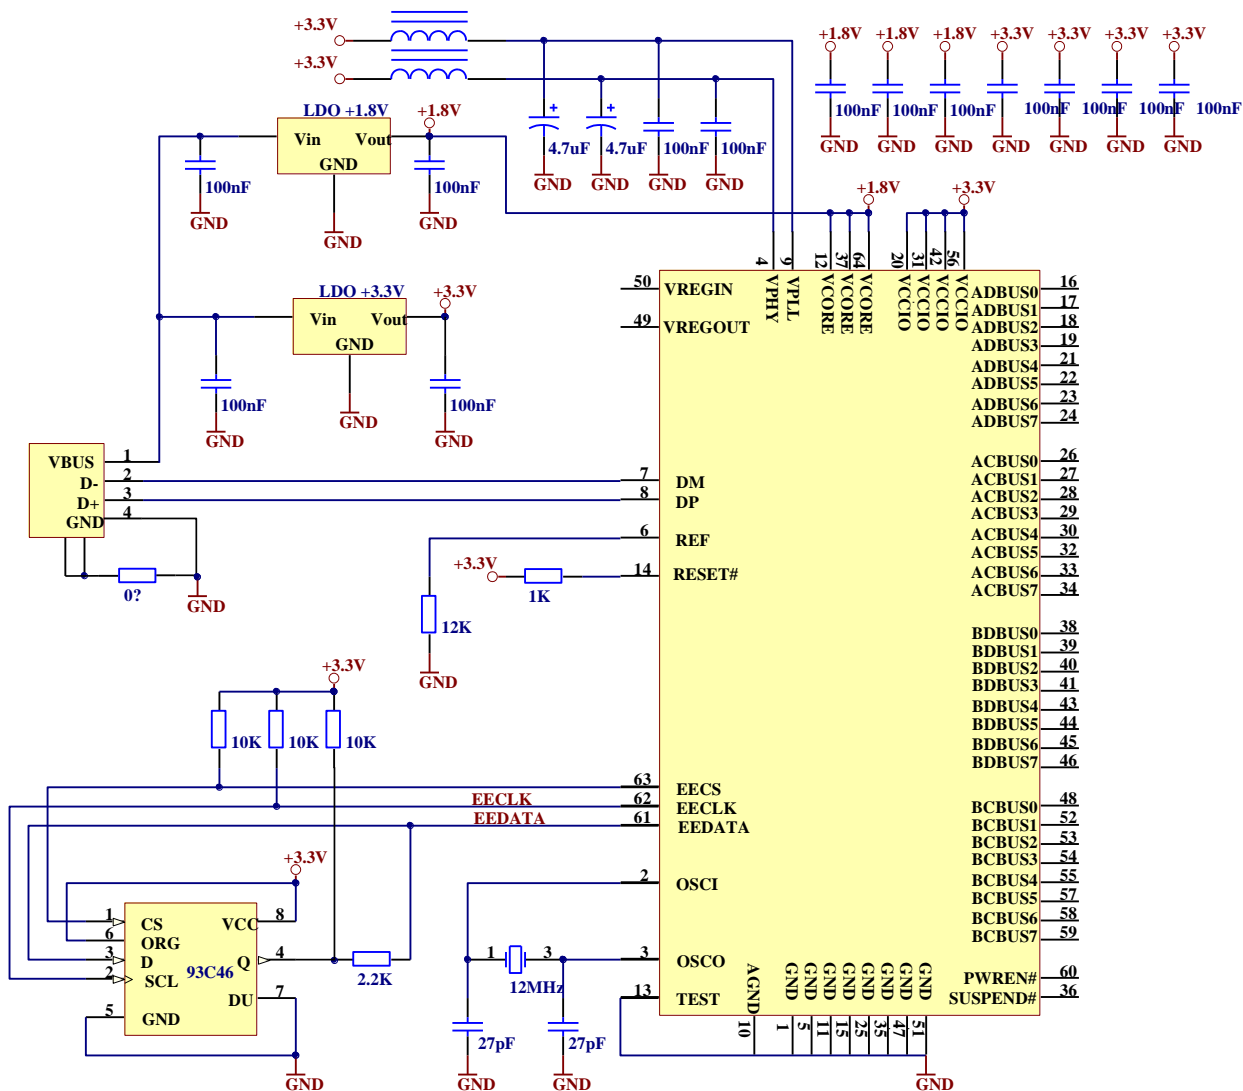 +3.3V
+3.3V
+1.8V +1.8V +1.8V +3.3V +3.3V +3.3V +3.3V
100nF 100nF 100nF 100nF 100nF 100nF 100nF
GND GND GND GND GND GND GND
LDO +1.8V
+1.8V
Vin Vout
GND
100nF
100nF
GND
GND
GND
+ +
4.7uF 4.7uF 100nF 100nF
GND GND GND GND
+1.8V
+3.3V
LDO +3.3V
+3.3V
Vin Vout
GND
100nF
100nF
GND
GND
GND
4 9 12 37 64 20 31 42 56
VPHY VPLL VCORE VCORE VCORE VCCIO VCCIO VCCIO VCCIO
50 VREGIN
49 VREGOUT
ADBUS0 16
ADBUS1 17
ADBUS2 18
ADBUS3 19
ADBUS4 21
ADBUS5 22
ADBUS6 23
ADBUS7 24
ACBUS0 26
ACBUS1 27
ACBUS2 28
ACBUS3 29
ACBUS4 30
ACBUS5 32
ACBUS6 33
ACBUS7 34
BDBUS0 38
BDBUS1 39
BDBUS2 40
BDBUS3 41
BDBUS4 43
BDBUS5 44
BDBUS6 45
BDBUS7 46
BCBUS0 48
BCBUS1 52
BCBUS2 53
BCBUS3 54
BCBUS4 55
BCBUS5 57
BCBUS6 58
BCBUS7 59
PWREN# 60
SUSPEND# 36
VBUS 1
D- 2
D+ 3
GND 4
0?
GND
7 DM
8 DP
6 REF
14 RESET#
+3.3V
1K
12K
GND
+3.3V
10K 10K 10K
63 EECS
EECLK 62 EECLK
EEDATA 61 EEDATA
2 OSCI
3 OSCO
13 TEST
+3.3V
1 CS VCC 8
6 ORG
3 D Q 4
93C46
2 SCL
DU 7
5 GND
2.2K
GND
1 3
12MHz
27pF 27pF
GND GND
AGND GND GND GND GND GND GND GND GND
10 1 5 11 15 25 35 47 51
GND